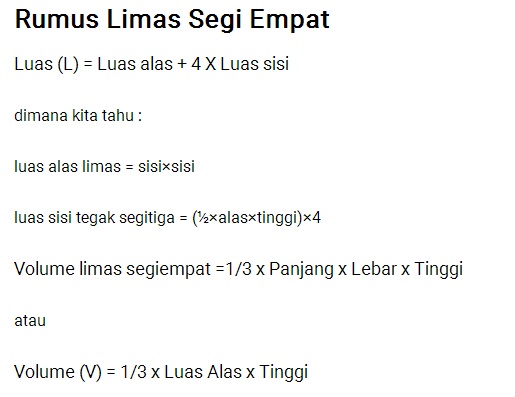 Rumus Limas Segi Empat
Luas (L) = Luas alas + 4 X Luas sisi
dimana kita tahu :
luas alas limas = sisi×sisi
luas sisi tegak segitiga = (½×alas×tinggi)×4
Volume limas segiempat =1/3 x Panjang x Lebar x Tinggi
atau
Volume (V) = 1/3 x Luas Alas x Tinggi